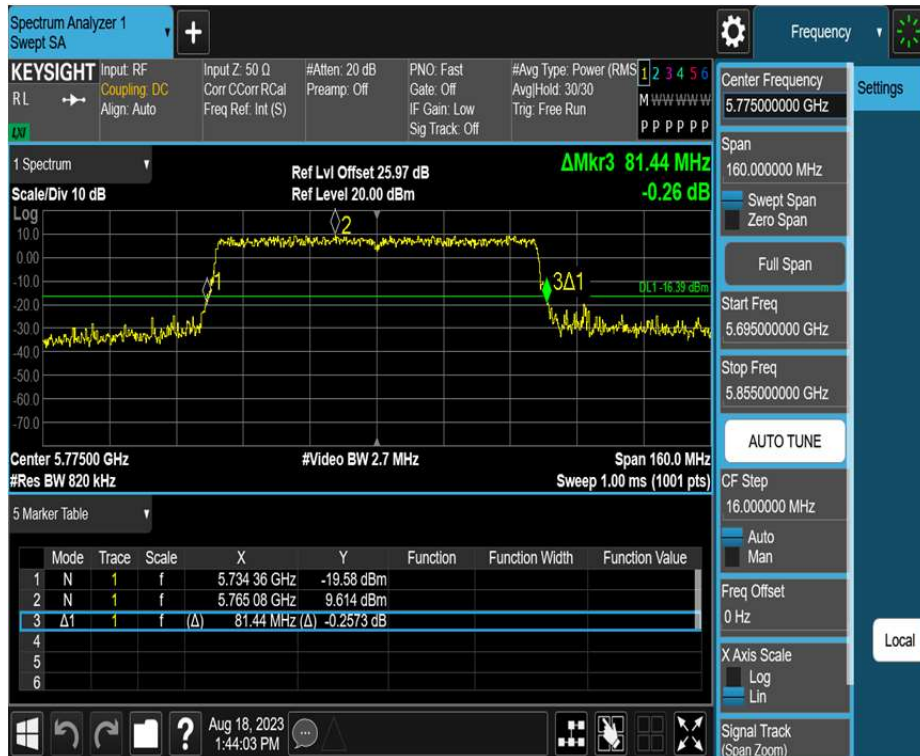 Spectrum Analyzer 1
Swept SA
Frequency
KEYSIGHT
RL
LXI
Input: RF
Coupling: DC
Align: Auto
Input Z: 50 Ω
Corr CCorr RCal
Freq Ref: Int (S)
#Atten: 20 dB
Preamp: Off
PNO: Fast
Gate: Off
IF Gain: Low
Sig Track: Off
#Avg Type: Power (RMS
Avg|Hold: 30/30
Trig: Free Run
1 2 3 4 5 6
M W W W W W
P P P P P P
1 Spectrum
Scale/Div 10 dB
Ref Lvl Offset 25.97 dB
Ref Level 20.00 dBm
ΔMkr3 81.44 MHz
-0.26 dB
Log
10.0
0.00
-10.0
-20.0
-30.0
-40.0
-50.0
-60.0
-70.0
2
1
3Δ1
DL1 -16.39 dBm
Center 5.77500 GHz
#Res BW 820 kHz
#Video BW 2.7 MHz
Span 160.0 MHz
Sweep 1.00 ms (1001 pts)
5 Marker Table
Mode Trace Scale X Y Function Function Width Function Value
1 N 1 f 5.734 36 GHz -19.58 dBm
2 N 1 f 5.765 08 GHz 9.614 dBm
3 Δ1 1 f (Δ) 81.44 MHz (Δ) -0.2573 dB
4
5
6
Aug 18, 2023
1:44:03 PM
Center Frequency
5.775000000 GHz
Span
160.000000 MHz
Swept Span
Zero Span
Full Span
Start Freq
5.695000000 GHz
Stop Freq
5.855000000 GHz
AUTO TUNE
CF Step
16.000000 MHz
Auto
Man
Freq Offset
0 Hz
X Axis Scale
Log
Lin
Signal Track
(Span Zoom)
Settings
Local